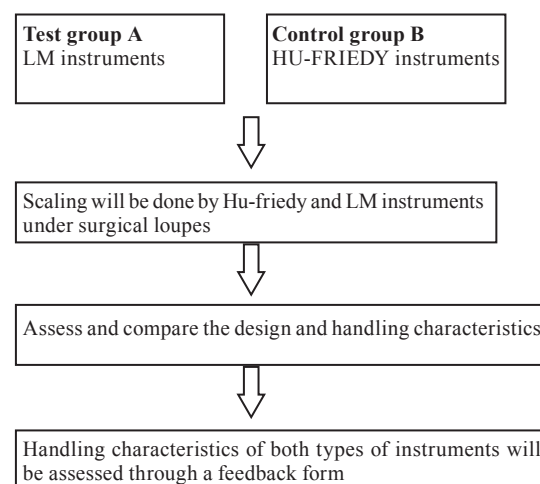 Test group A
LM instruments
Control group B
HU-FRIEDY instruments
Scaling will be done by Hu-friedy and LM instruments
under surgical loupes
Assess and compare the design and handling characteristics
Handling characteristics of both types of instruments will
be assessed through a feedback form